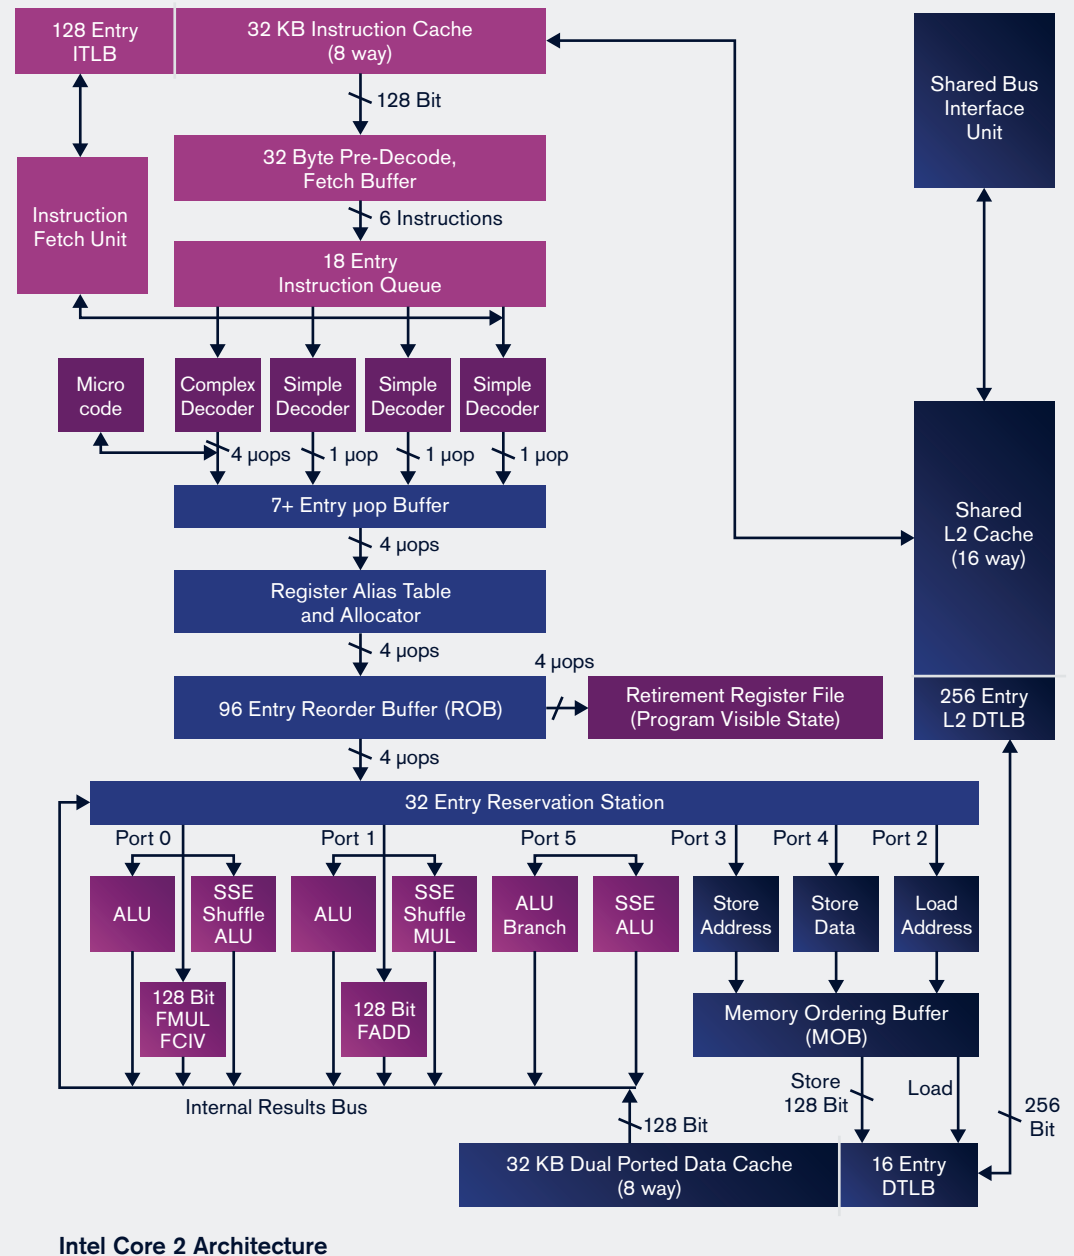 128 Entry
ITLB
32 KB Instruction Cache
(8 way)
Shared Bus
Interface
Unit
128 Bit
32 Byte Pre-Decode,
Fetch Buffer
Instruction
Fetch Unit
6 Instructions
18 Entry
Instruction Queue
Micro
code
Complex
Decoder
Simple
Decoder
Simple
Decoder
Simple
Decoder
4 µops
1 µop
1 µop
1 µop
7+ Entry µop Buffer
Shared
L2 Cache
(16 way)
4 µops
Register Alias Table
and Allocator
4 µops
4 µops
96 Entry Reorder Buffer (ROB)
Retirement Register File
(Program Visible State)
256 Entry
L2 DTLB
4 µops
32 Entry Reservation Station
Port 0
Port 1
Port 5
Port 3
Port 4
Port 2
ALU
SSE
Shuffle
ALU
ALU
SSE
Shuffle
MUL
ALU
Branch
SSE
ALU
Store
Address
Store
Data
Load
Address
128 Bit
FMUL
FCIV
128 Bit
FADD
Memory Ordering Buffer
(MOB)
Store
128 Bit
Load
256
Bit
Internal Results Bus
128 Bit
32 KB Dual Ported Data Cache
(8 way)
16 Entry
DTLB
Intel Core 2 Architecture